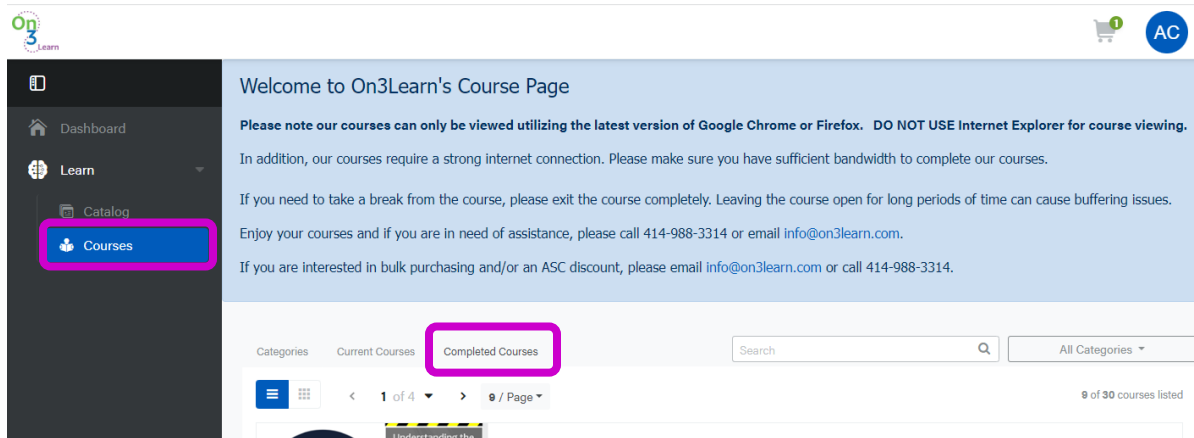 On
3 Learn
1
AC
Welcome to On3Learn's Course Page
Dashboard
Please note our courses can only be viewed utilizing the latest version of Google Chrome or Firefox. DO NOT USE Internet Explorer for course viewing.
In addition, our courses require a strong internet connection. Please make sure you have sufficient bandwidth to complete our courses.
Learn
If you need to take a break from the course, please exit the course completely. Leaving the course open for long periods of time can cause buffering issues.
Catalog
Enjoy your courses and if you are in need of assistance, please call 414-988-3314 or email info@on3learn.com.
Courses
If you are interested in bulk purchasing and/or an ASC discount, please email info@on3learn.com or call 414-988-3314.
Categories Current Courses Completed Courses Search All Categories
1 of 4 9 / Page 9 of 30 courses listed
Understanding the